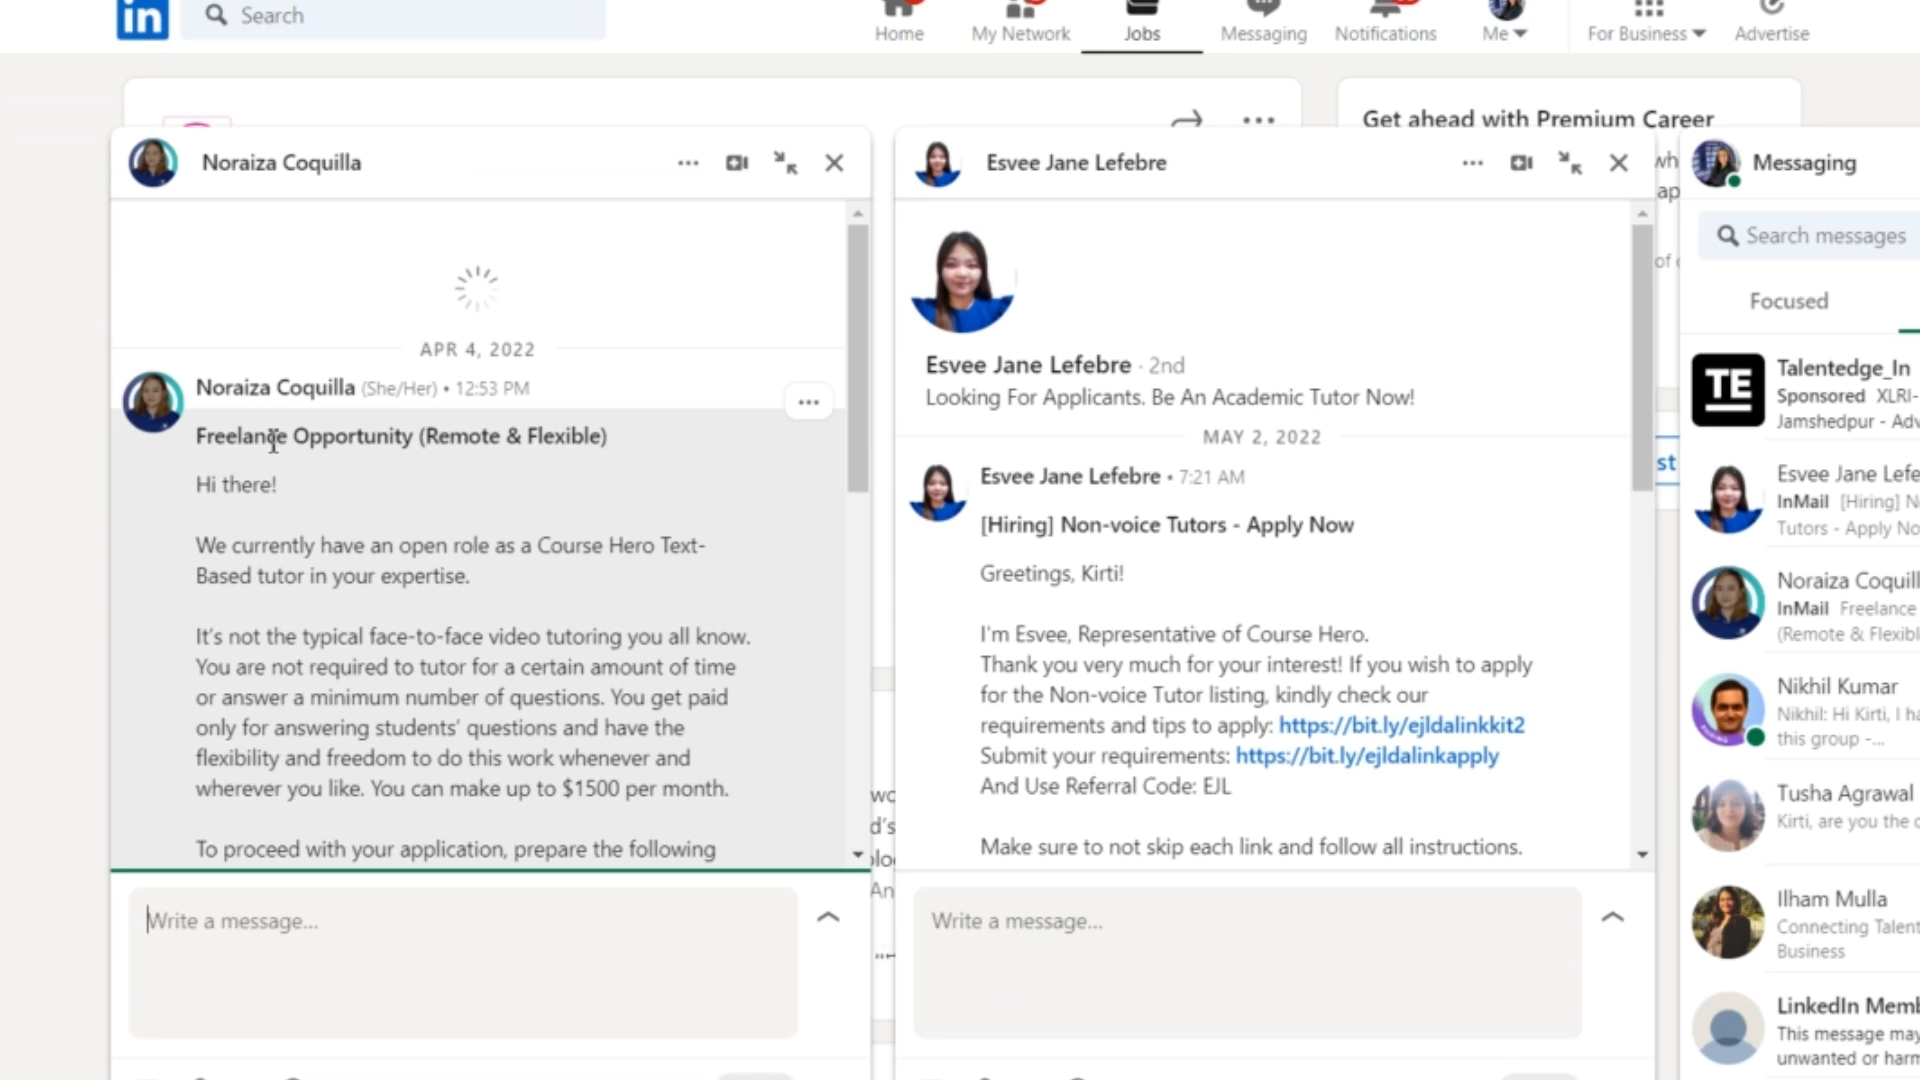 in
Search
Home
My Network
Jobs
Messaging
Notifications
Me
For Business
Advertise
Get ahead with Premium Career
Noraiza Coquilla
APR 4, 2022
Noraiza Coquilla (She/Her) • 12:53 PM
Freelance Opportunity (Remote & Flexible)
Hi there!
We currently have an open role as a Course Hero Text-
Based tutor in your expertise.
It's not the typical face-to-face video tutoring you all know.
You are not required to tutor for a certain amount of time
or answer a minimum number of questions. You get paid
only for answering students' questions and have the
flexibility and freedom to do this work whenever and
wherever you like. You can make up to $1500 per month.
To proceed with your application, prepare the following
Write a message...
Esvee Jane Lefebre
Esvee Jane Lefebre · 2nd
Looking For Applicants. Be An Academic Tutor Now!
MAY 2, 2022
Esvee Jane Lefebre • 7:21 AM
[Hiring] Non-voice Tutors - Apply Now
Greetings, Kirti!
I'm Esvee, Representative of Course Hero.
Thank you very much for your interest! If you wish to apply
for the Non-voice Tutor listing, kindly check our
requirements and tips to apply: https://bit.ly/ejldalinkkit2
Submit your requirements: https://bit.ly/ejldalinkapply
And Use Referral Code: EJL
Make sure to not skip each link and follow all instructions.
Write a message...
Messaging
Search messages
Focused
TE
Talentedge_In
Sponsored XLRI-
Jamshedpur - Adv
Esvee Jane Lefe
InMail [Hiring] N
Tutors - Apply No
Noraiza Coquill
InMail Freelance
(Remote & Flexibl
Nikhil Kumar
Nikhil: Hi Kirti, I ha
this group -...
Tusha Agrawal
Kirti, are you the c
Ilham Mulla
Connecting Talent
Business
LinkedIn Memb
This message may
unwanted or harm